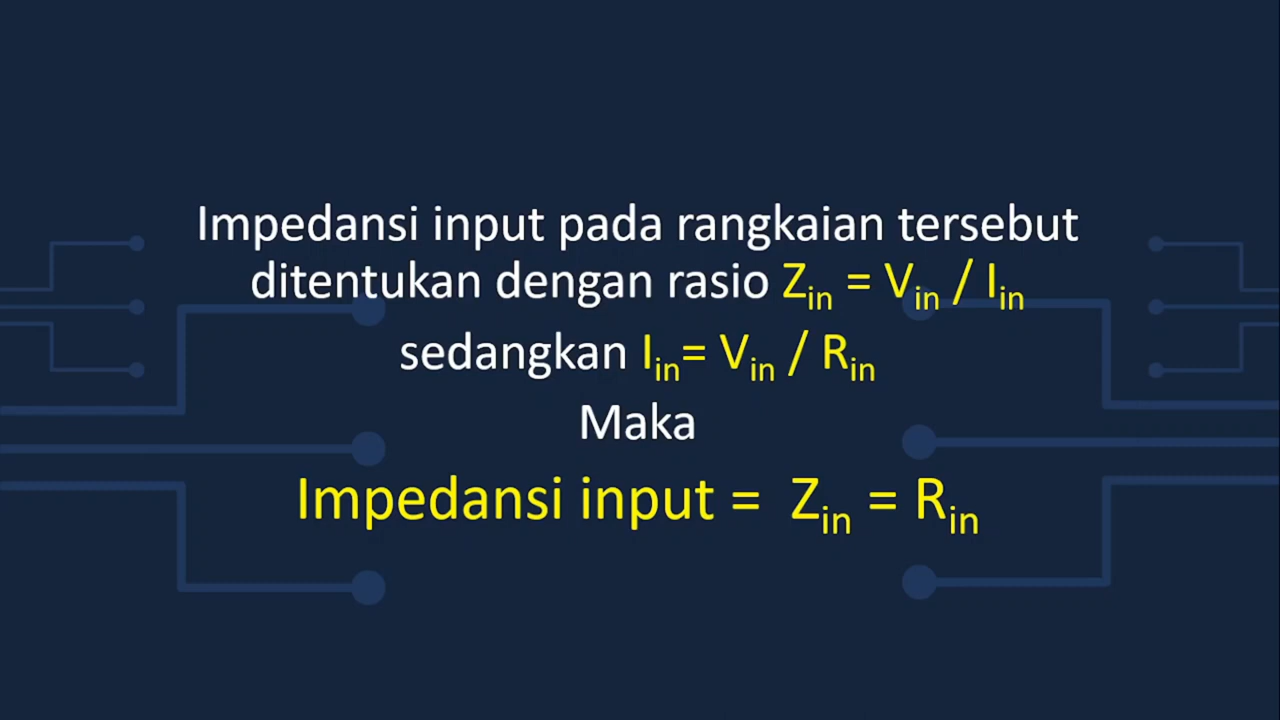 Impedansi input pada rangkaian tersebut
ditentukan dengan rasio Zin = Vin / Iin
sedangkan Iin= Vin / Rin
Maka
Impedansi input = Zin = Rin